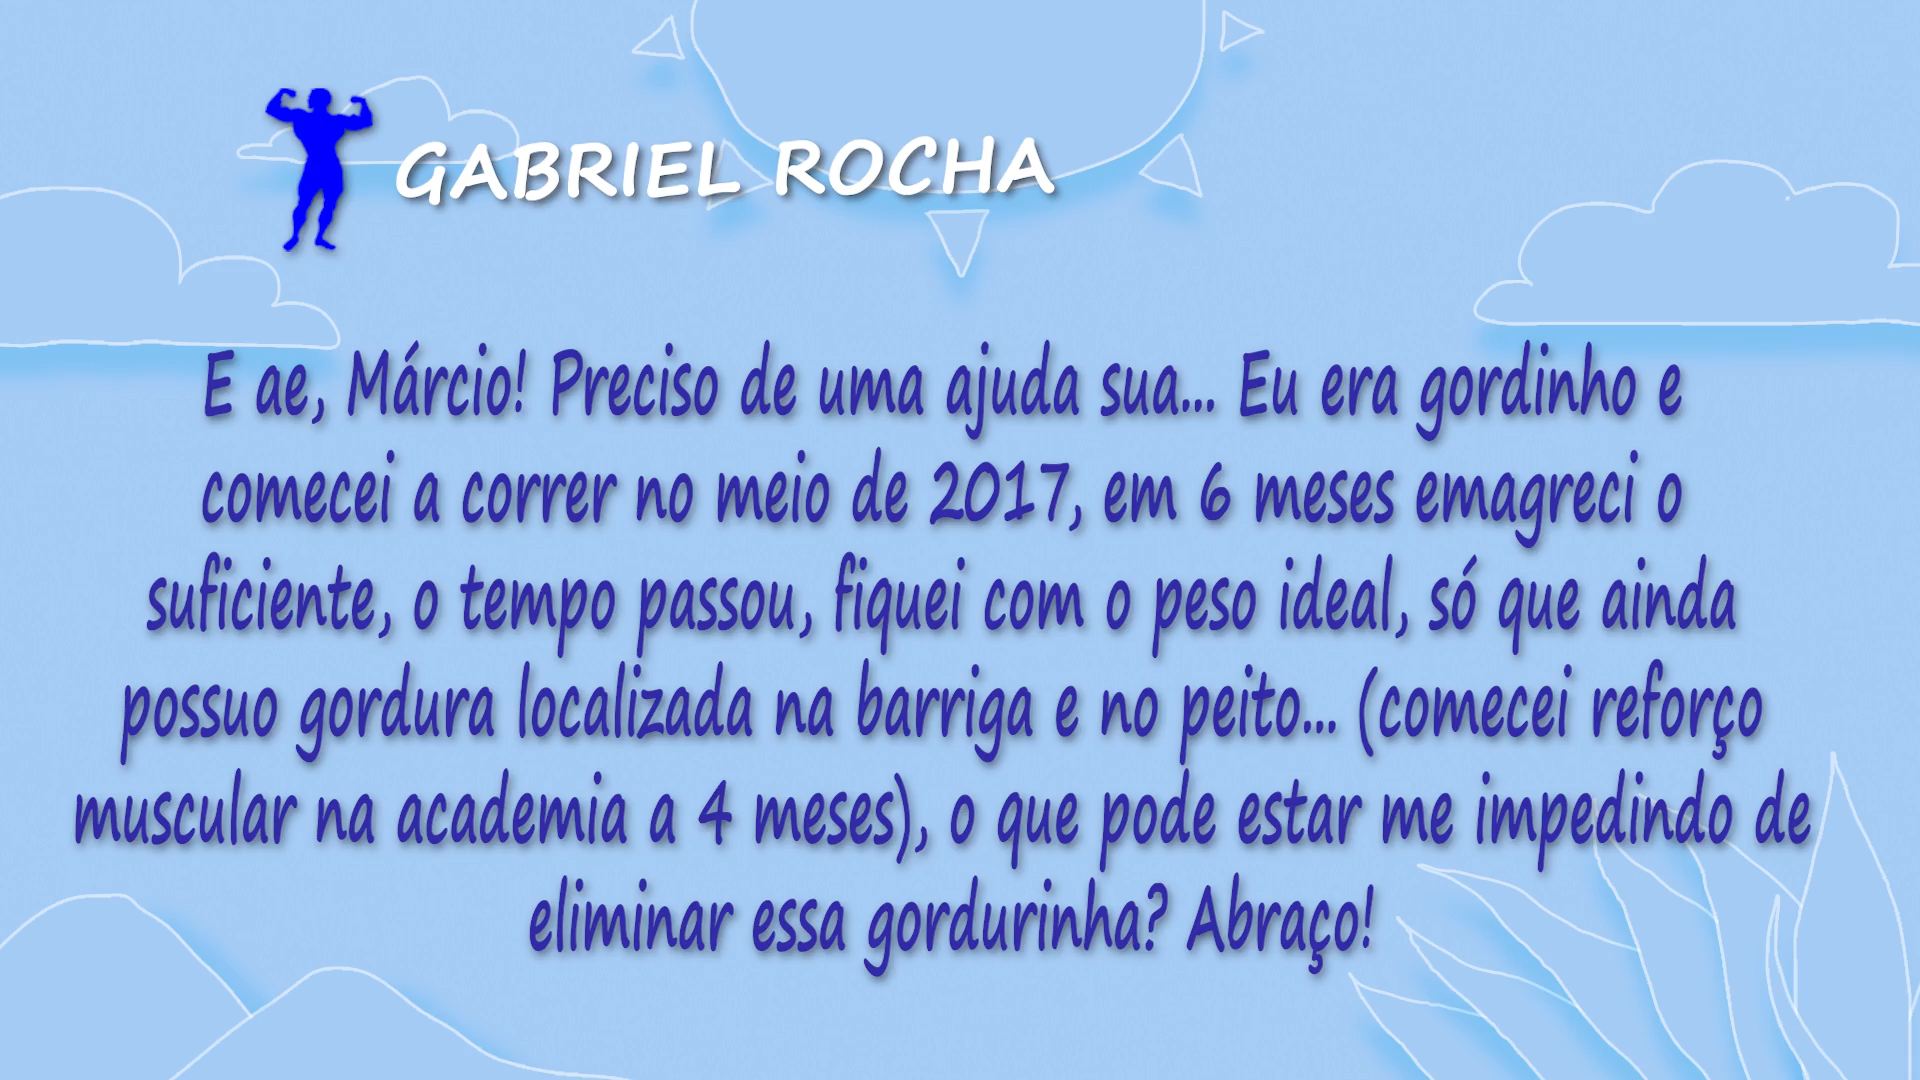 GABRIEL ROCHA
E ae, Márcio! Preciso de uma ajuda sua... Eu era gordinho e
comecei a correr no meio de 2017, em 6 meses emagreci o
suficiente, o tempo passou, fiquei com o peso ideal, só que ainda
possuo gordura localizada na barriga e no peito... (comecei reforço
muscular na academia a 4 meses), o que pode estar me impedindo de
eliminar essa gordurinha? Abraço!